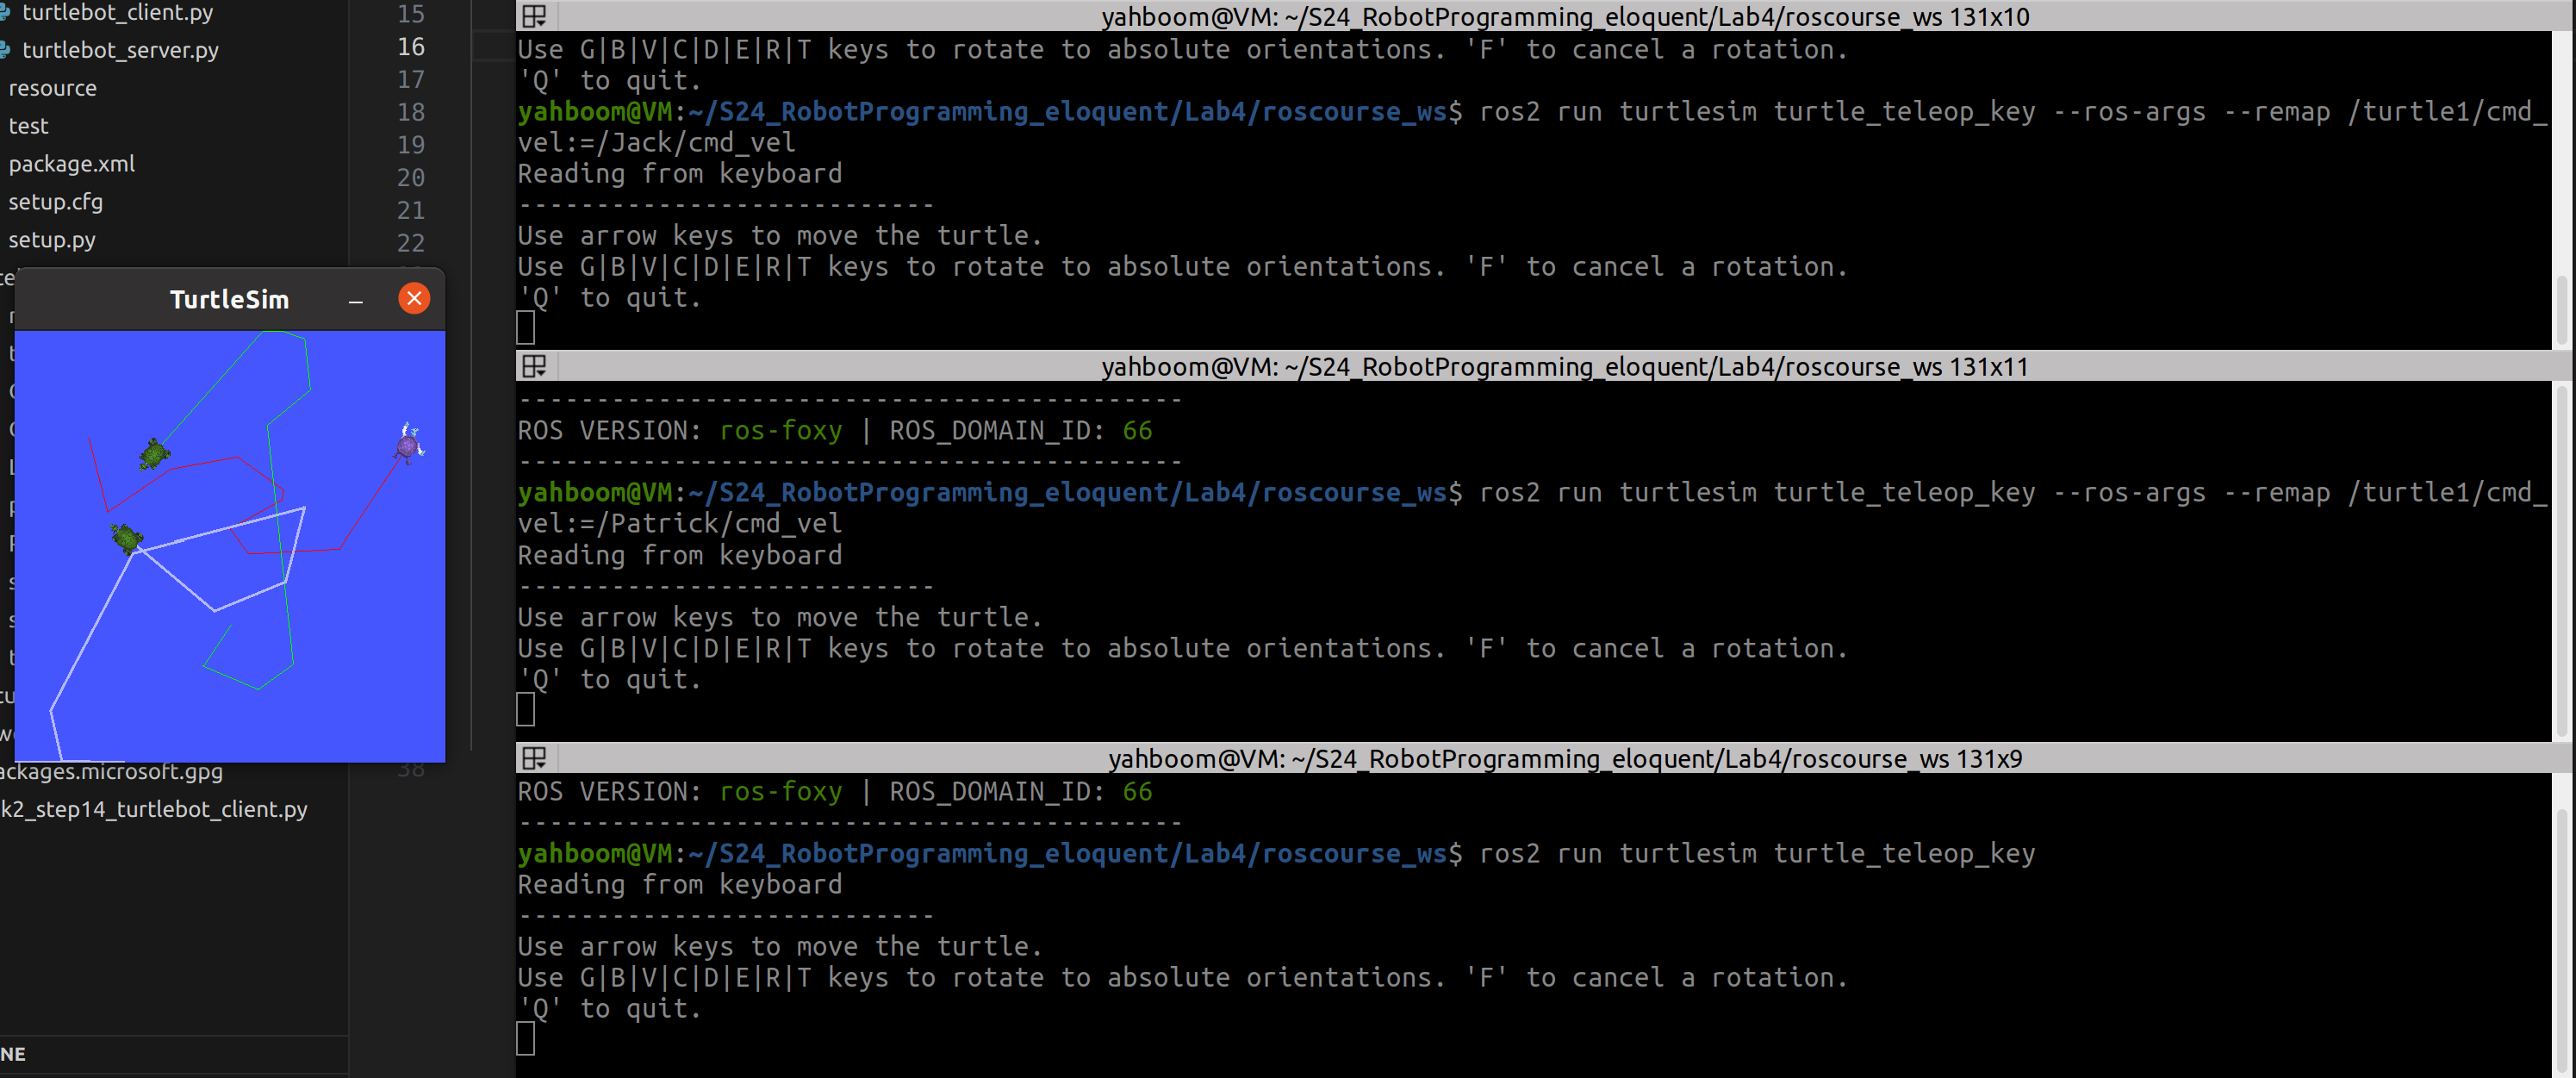 turtlebot_client.py
turtlebot_server.py
resource
test
package.xml
setup.cfg
setup.py
TurtleSim
ackages.microsoft.gpg
k2_step14_turtlebot_client.py
NE
15
16
17
18
19
20
21
22
38
yahboom@VM: ~/S24_RobotProgramming_eloquent/Lab4/roscourse_ws 131x10
Use G|B|V|C|D|E|R|T keys to rotate to absolute orientations. 'F' to cancel a rotation.
'Q' to quit.
yahboom@VM:~/S24_RobotProgramming_eloquent/Lab4/roscourse_ws$ ros2 run turtlesim turtle_teleop_key --ros-args --remap /turtle1/cmd_
vel:=/Jack/cmd_vel
Reading from keyboard
---------------------------
Use arrow keys to move the turtle.
Use G|B|V|C|D|E|R|T keys to rotate to absolute orientations. 'F' to cancel a rotation.
'Q' to quit.
yahboom@VM: ~/S24_RobotProgramming_eloquent/Lab4/roscourse_ws 131x11
-------------------------------------------
ROS VERSION: ros-foxy | ROS_DOMAIN_ID: 66
-------------------------------------------
yahboom@VM:~/S24_RobotProgramming_eloquent/Lab4/roscourse_ws$ ros2 run turtlesim turtle_teleop_key --ros-args --remap /turtle1/cmd_
vel:=/Patrick/cmd_vel
Reading from keyboard
---------------------------
Use arrow keys to move the turtle.
Use G|B|V|C|D|E|R|T keys to rotate to absolute orientations. 'F' to cancel a rotation.
'Q' to quit.
yahboom@VM: ~/S24_RobotProgramming_eloquent/Lab4/roscourse_ws 131x9
ROS VERSION: ros-foxy | ROS_DOMAIN_ID: 66
-------------------------------------------
yahboom@VM:~/S24_RobotProgramming_eloquent/Lab4/roscourse_ws$ ros2 run turtlesim turtle_teleop_key
Reading from keyboard
---------------------------
Use arrow keys to move the turtle.
Use G|B|V|C|D|E|R|T keys to rotate to absolute orientations. 'F' to cancel a rotation.
'Q' to quit.